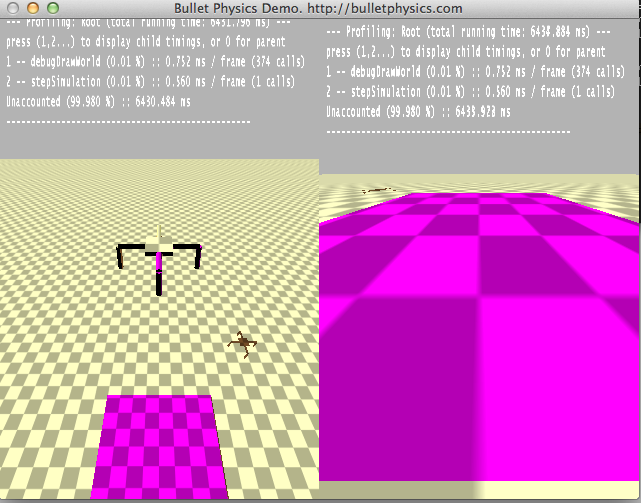 Bullet Physics Demo. http://bulletphysics.com
--- Profiling: Root (total running time: 6431.796 ms) ---
press (1,2...) to display child timings, or 0 for parent
1 -- debugDrawWorld (0.01 %) :: 0.752 ms / frame (374 calls)
2 -- stepSimulation (0.01 %) :: 0.560 ms / frame (1 calls)
Unaccounted (99.980 %) :: 6430.484 ms
-------------------------------------------------
--- Profiling: Root (total running time: ms) ---
press (1,2...) to display child timings, or 0 for parent
1 -- debugDrawWorld (0.01 %) :: 0.752 ms / frame (374 calls)
2 -- stepSimulation (0.01 %) :: 0.560 ms / frame (1 calls)
Unaccounted (99.980 %) :: ms
-------------------------------------------------